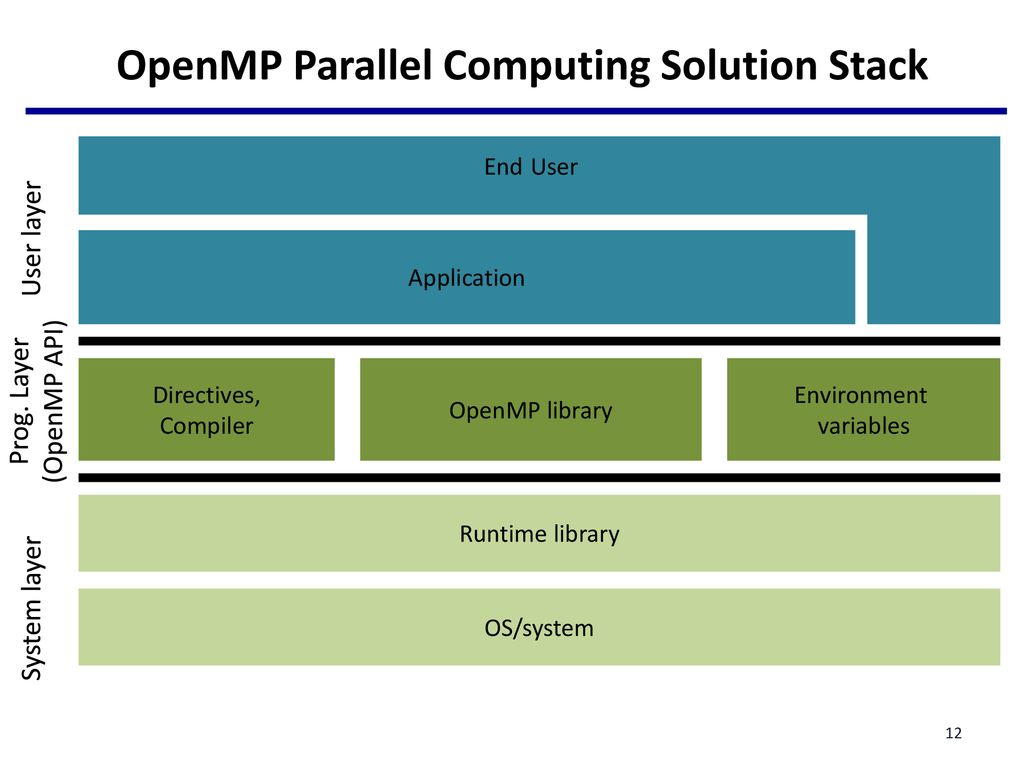 OpenMP Parallel Computing Solution Stack
User layer
End User
Application
Prog. Layer
(OpenMP API)
Directives,
Compiler
OpenMP library
Environment
variables
System layer
Runtime library
OS/system
12